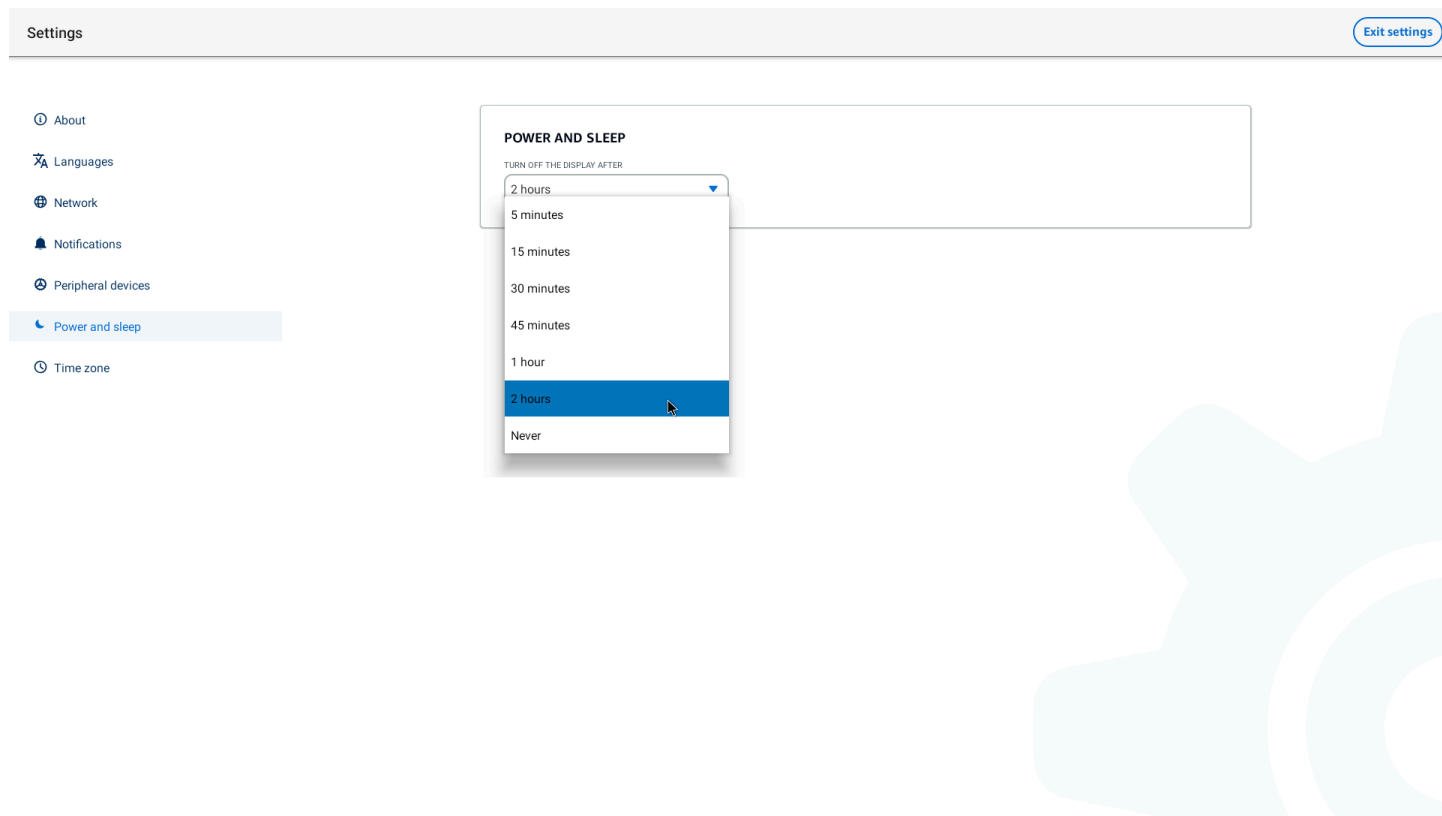 Settings
Exit settings
About
Languages
Network
Notifications
Peripheral devices
Power and sleep
Time zone
POWER AND SLEEP
TURN OFF THE DISPLAY AFTER
2 hours
5 minutes
15 minutes
30 minutes
45 minutes
1 hour
2 hours
Never